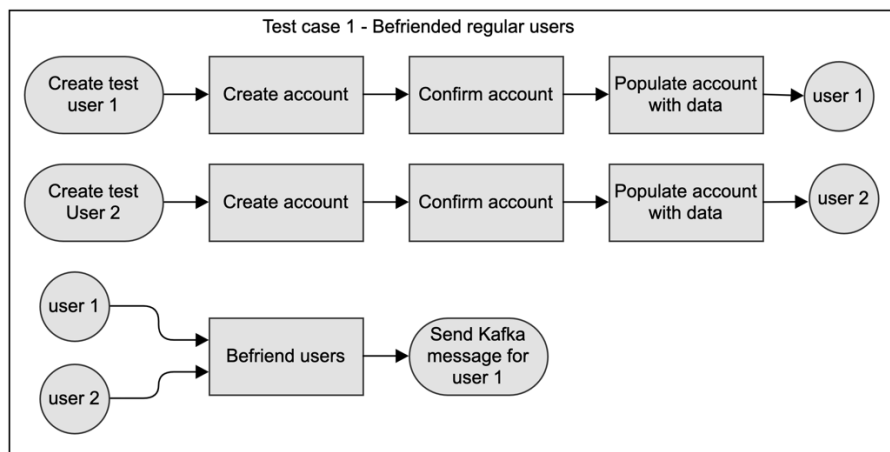 Test case 1 - Befriended regular users
Create test
user 1
Create account
Confirm account
Populate account
with data
user 1
Create test
User 2
Create account
Confirm account
Populate account
with data
user 2
user 1
user 2
Befriend users
Send Kafka
message for
user 1